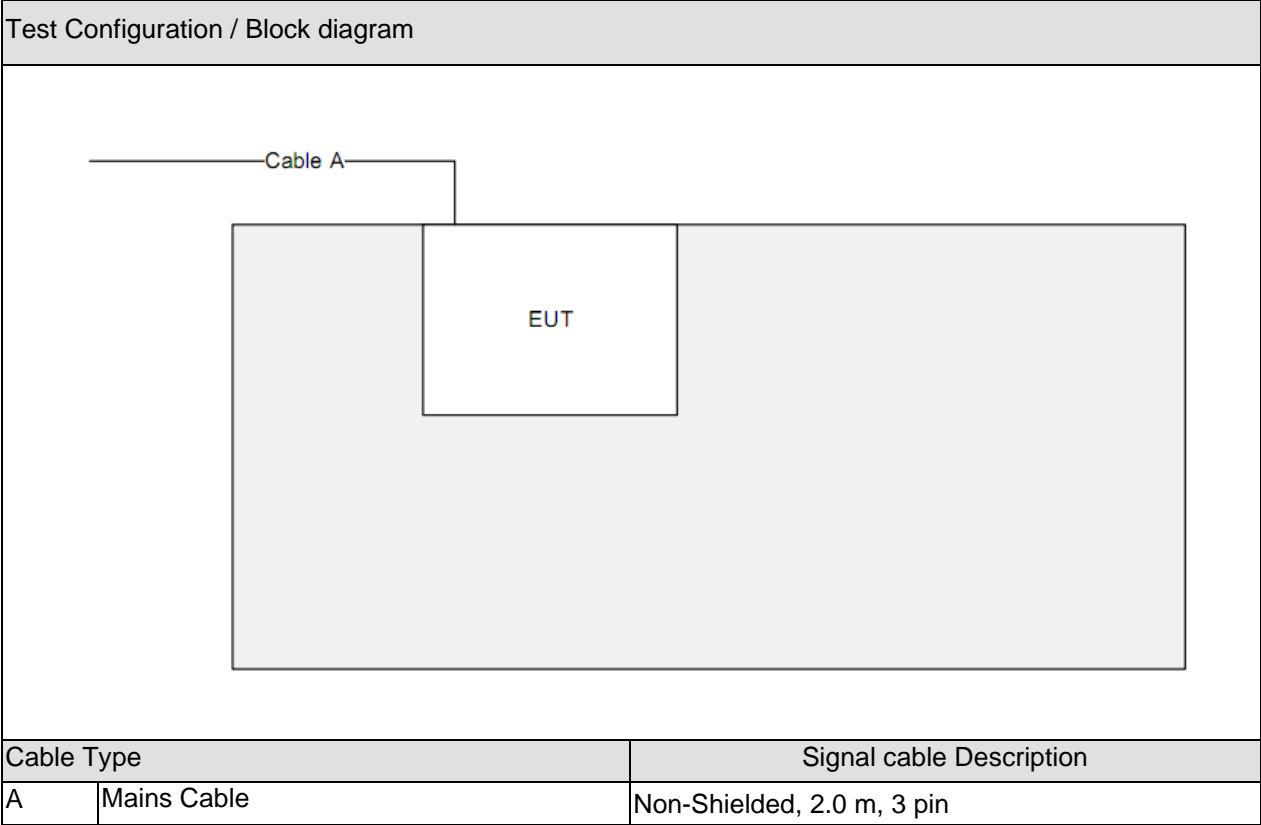 Test Configuration / Block diagram
Cable A
EUT
Cable Type Signal cable Description
A Mains Cable Non-Shielded, 2.0 m, 3 pin